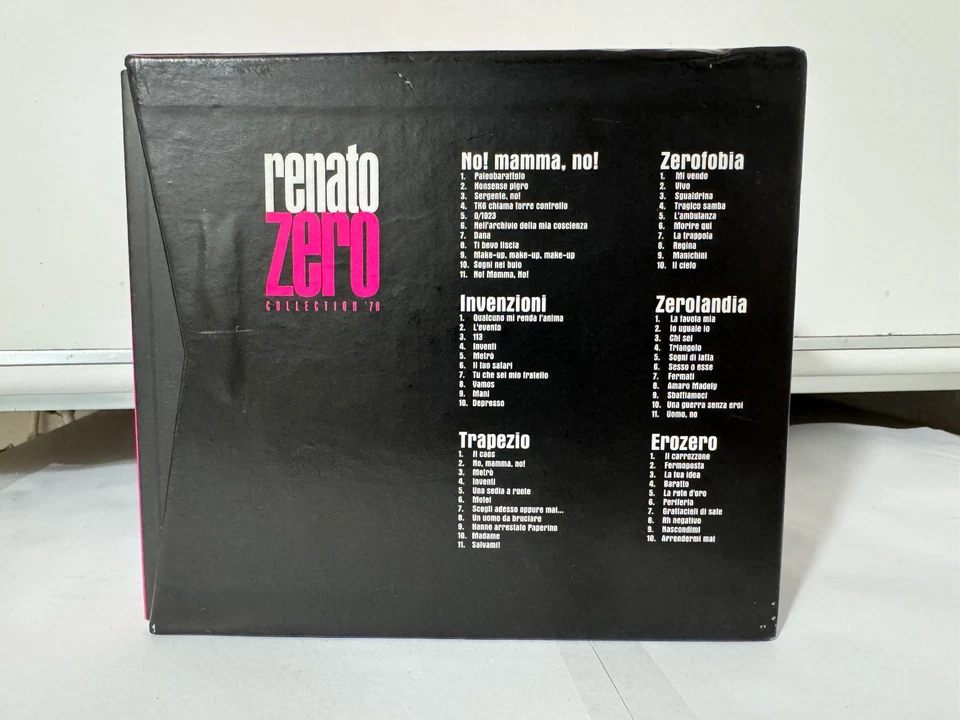 renato
zero
COLLECTION '70
No! mamma, no!
1. Paleobarattolo
2. Nonsense pigro
3. Sergente, no!
4. TK6 chiama torre controllo
5. 0/1023
6. Nell'archivio della mia coscienza
7. Dana
8. Ti bevo liscia
9. Make-up, make-up, make-up
10. Sogni nel buio
11. No! Mamma, No!
Invenzioni
1. Qualcuno mi renda l'anima
2. L'evento
3. 113
4. Inventi
5. Metrò
6. Il tuo safari
7. Tu che sei mio fratello
8. Vamos
9. Mani
10. Depresso
Trapezio
1. Il caos
2. No, mamma, no!
3. Metrò
4. Inventi
5. Una sedia a ruote
6. Motel
7. Scegli adesso oppure mai...
8. Un uomo da bruciare
9. Hanno arrestato Paperino
10. Madame
11. Salvami!
Zerofobia
1. Mi vendo
2. Vivo
3. Sgualdrina
4. Tragico samba
5. L'ambulanza
6. Morire qui
7. La trappola
8. Regina
9. Manichini
10. Il cielo
Zerolandia
1. La favola mia
2. Io uguale io
3. Chi sei
4. Triangolo
5. Sogni di latta
6. Sesso o esse
7. Fermati
8. Amaro Madely
9. Sbattiamoci
10. Una guerra senza eroi
11. Uomo, no
Erozero
1. Il carrozzone
2. Fermoposta
3. La tua idea
4. Baratto
5. La rete d'oro
6. Periferia
7. Grattacieli di sale
8. Rh negativo
9. Nascondimi
10. Arrendermi mai